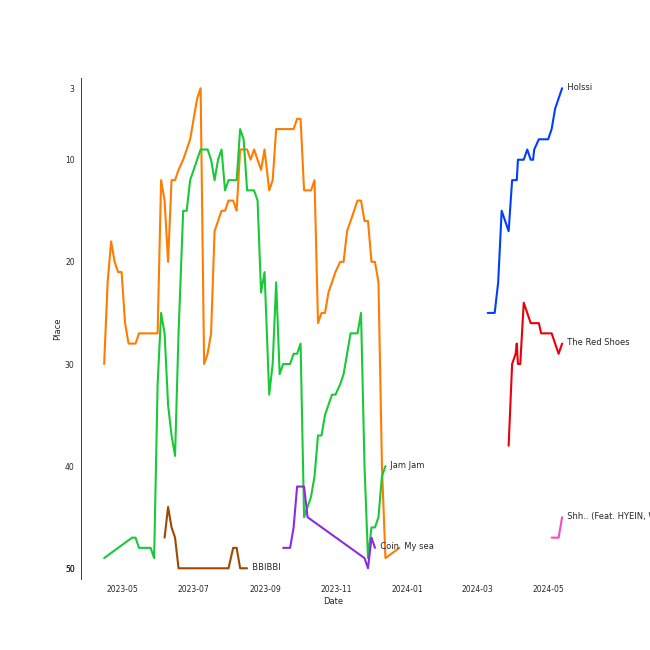 3
Holssi
10
20
Place
30
The Red Shoes
40
Jam Jam
Shh.. (Feat. HYEIN,
Coin My sea
50
BBIBBI
2023-05
2023-07
2023-09
2023-11
2024-01
2024-03
2024-05
Date